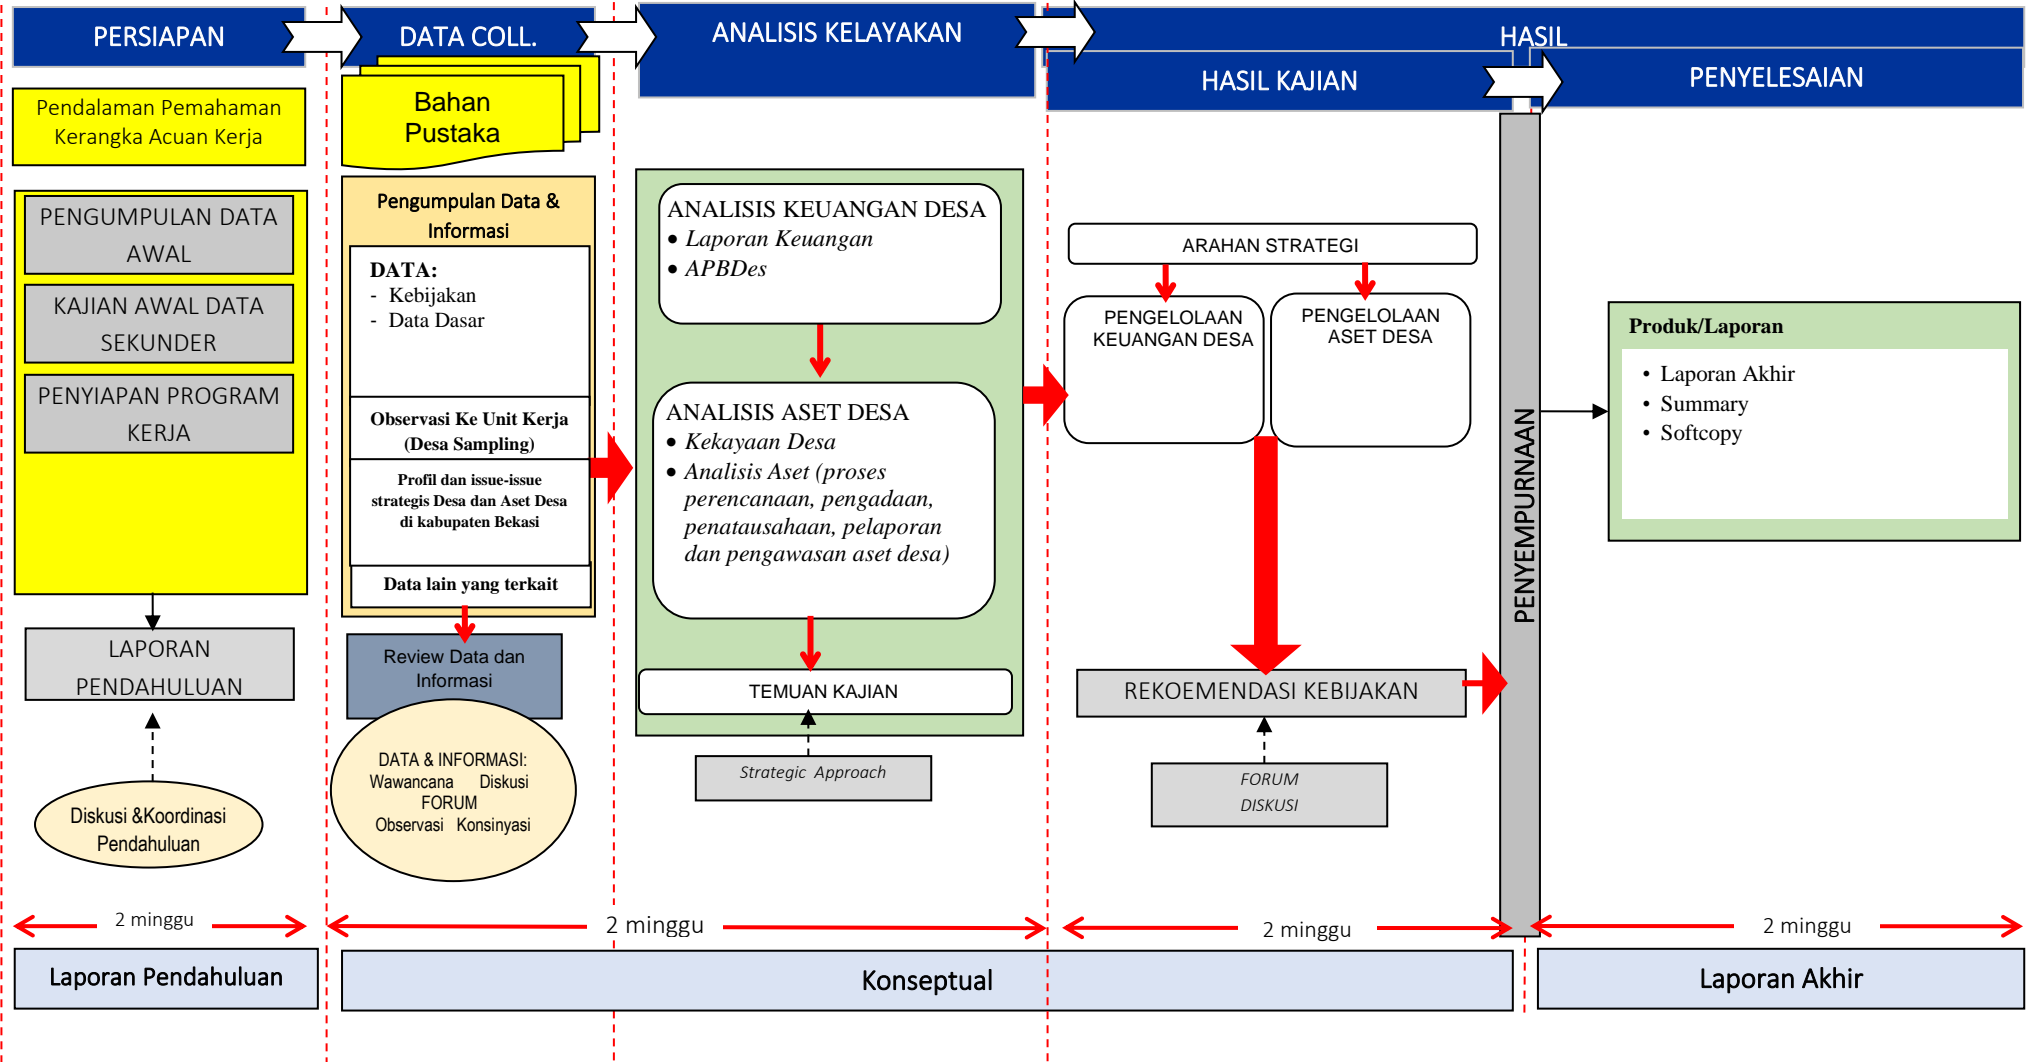 PERSIAPAN
DATA COLL.
ANALISIS KELAYAKAN
HASIL
HASIL KAJIAN
PENYELESAIAN
Pendalaman Pemahaman
Kerangka Acuan Kerja
PENGUMPULAN DATA
AWAL
KAJIAN AWAL DATA
SEKUNDER
PENYIAPAN PROGRAM
KERJA
LAPORAN
PENDAHULUAN
Diskusi &Koordinasi
Pendahuluan
Bahan
Pustaka
Pengumpulan Data &
Informasi
DATA:
- Kebijakan
- Data Dasar
Observasi Ke Unit Kerja
(Desa Sampling)
Profil dan issue-issue
strategis Desa dan Aset Desa
di kabupaten Bekasi
Data lain yang terkait
Review Data dan
Informasi
DATA & INFORMASI:
Wawancana Diskusi
FORUM
Observasi Konsinyasi
ANALISIS KEUANGAN DESA
• Laporan Keuangan
• APBDes
ANALISIS ASET DESA
• Kekayaan Desa
• Analisis Aset (proses
perencanaan, pengadaan,
penatausahaan, pelaporan
dan pengawasan aset desa)
TEMUAN KAJIAN
Strategic Approach
ARAHAN STRATEGI
PENGELOLAAN
KEUANGAN DESA
PENGELOLAAN
ASET DESA
REKOEMENDASI KEBIJAKAN
FORUM
DISKUSI
PENYEMPURNAAN
Produk/Laporan
• Laporan Akhir
• Summary
• Softcopy
2 minggu
2 minggu
2 minggu
2 minggu
Laporan Pendahuluan
Konseptual
Laporan Akhir